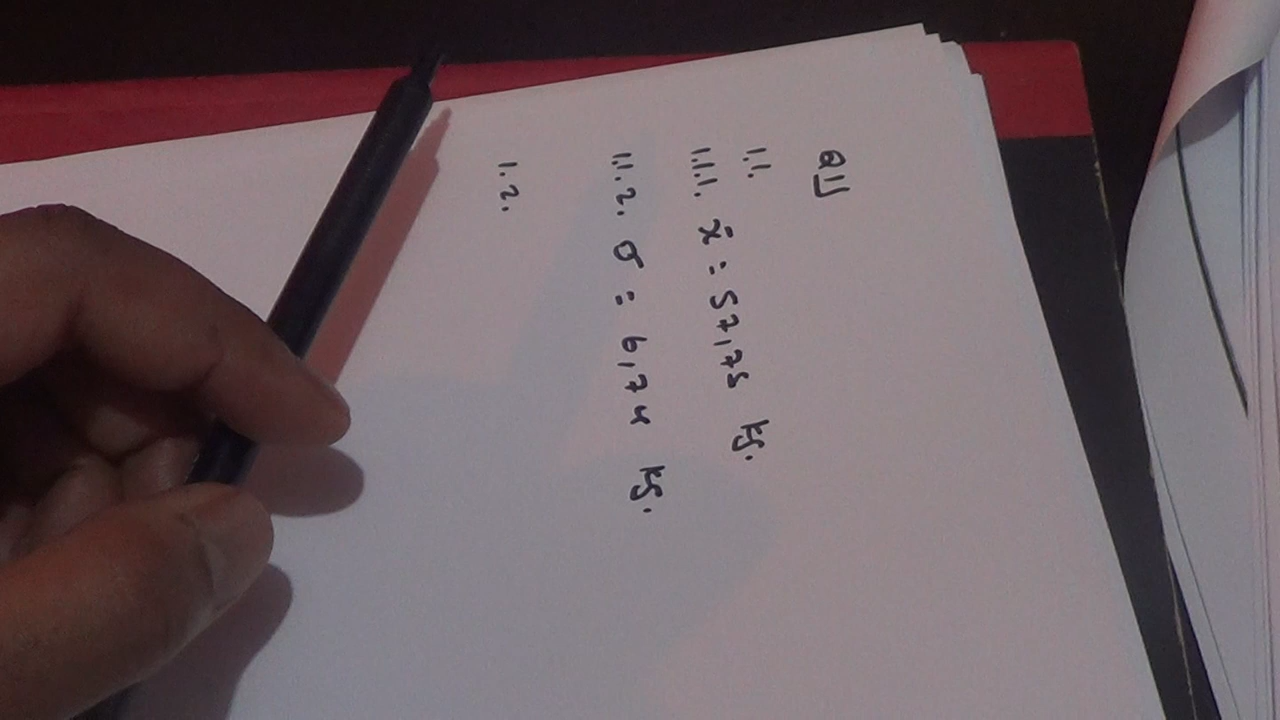 Q1)
1.1.
1.1.1. x̄ = 57,75 kg.
1.1.2. σ = 6,74 kg.
1.2.